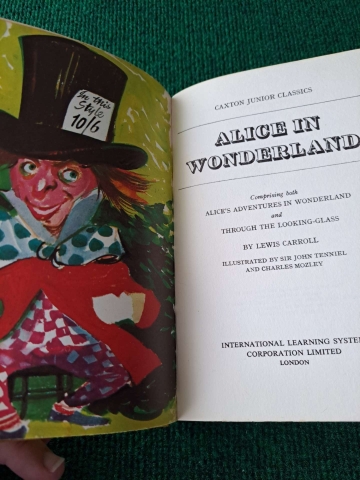 In this
Style
10/6
CAXTON JUNIOR CLASSICS
ALICE IN
WONDERLAND
Comprising both
ALICE'S ADVENTURES IN WONDERLAND
and
THROUGH THE LOOKING-GLASS
BY LEWIS CARROLL
ILLUSTRATED BY SIR JOHN TENNIEL
AND CHARLES MOZLEY
INTERNATIONAL LEARNING SYSTEM
CORPORATION LIMITED
LONDON